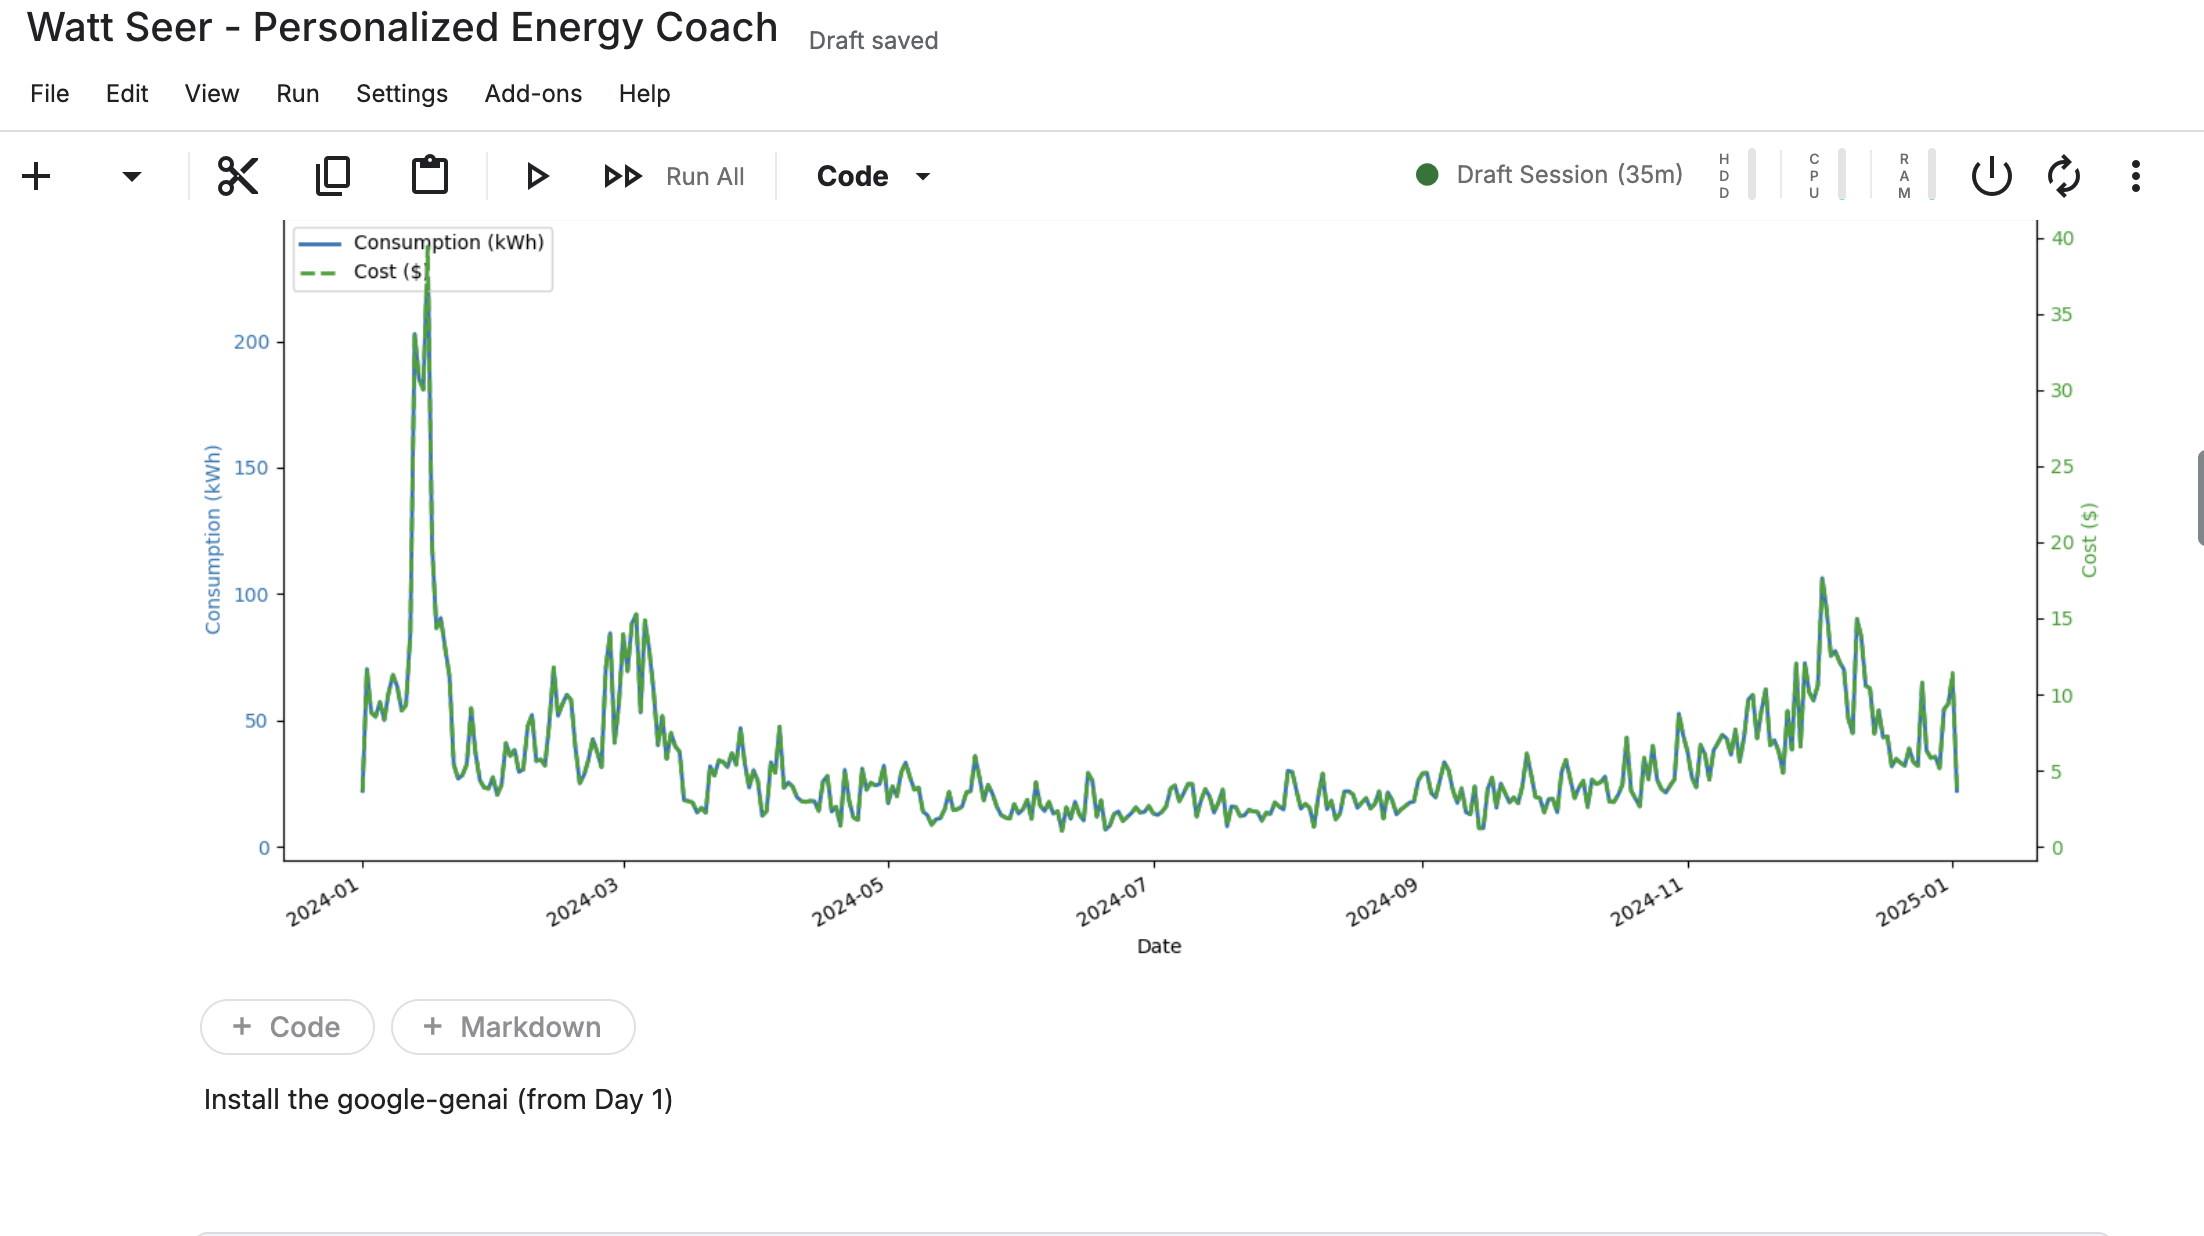 Watt Seer - Personalized Energy Coach Draft saved
File Edit View Run Settings Add-ons Help
Run All Code Draft Session (35m) HDD CPU RAM
Consumption (kWh)
Cost ($)
200
150
100
50
0
Consumption (kWh)
40
35
30
25
20
15
10
5
0
Cost ($)
2024-01 2024-03 2024-05 2024-07 2024-09 2024-11 2025-01
Date
+ Code + Markdown
Install the google-genai (from Day 1)